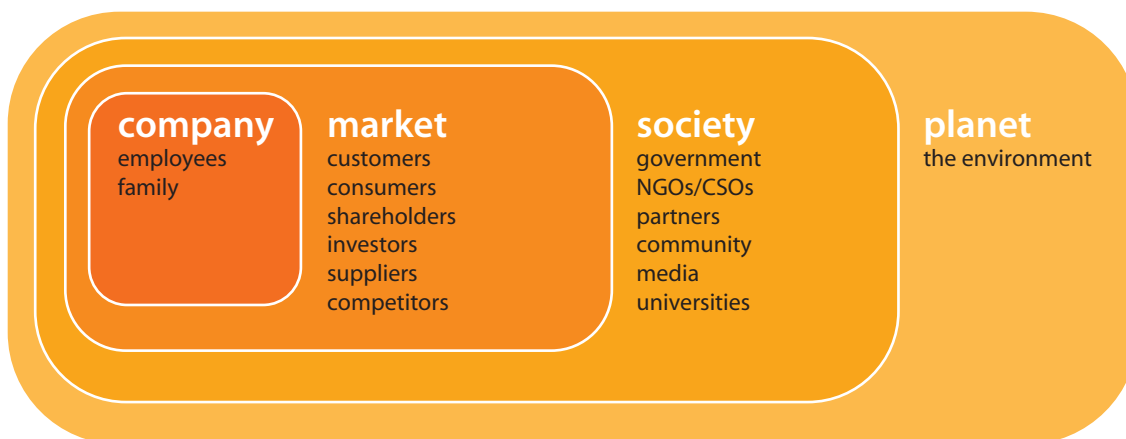 company
employees
family
market
customers
consumers
shareholders
investors
suppliers
competitors
society
government
NGOs/CSOs
partners
community
media
universities
planet
the environment